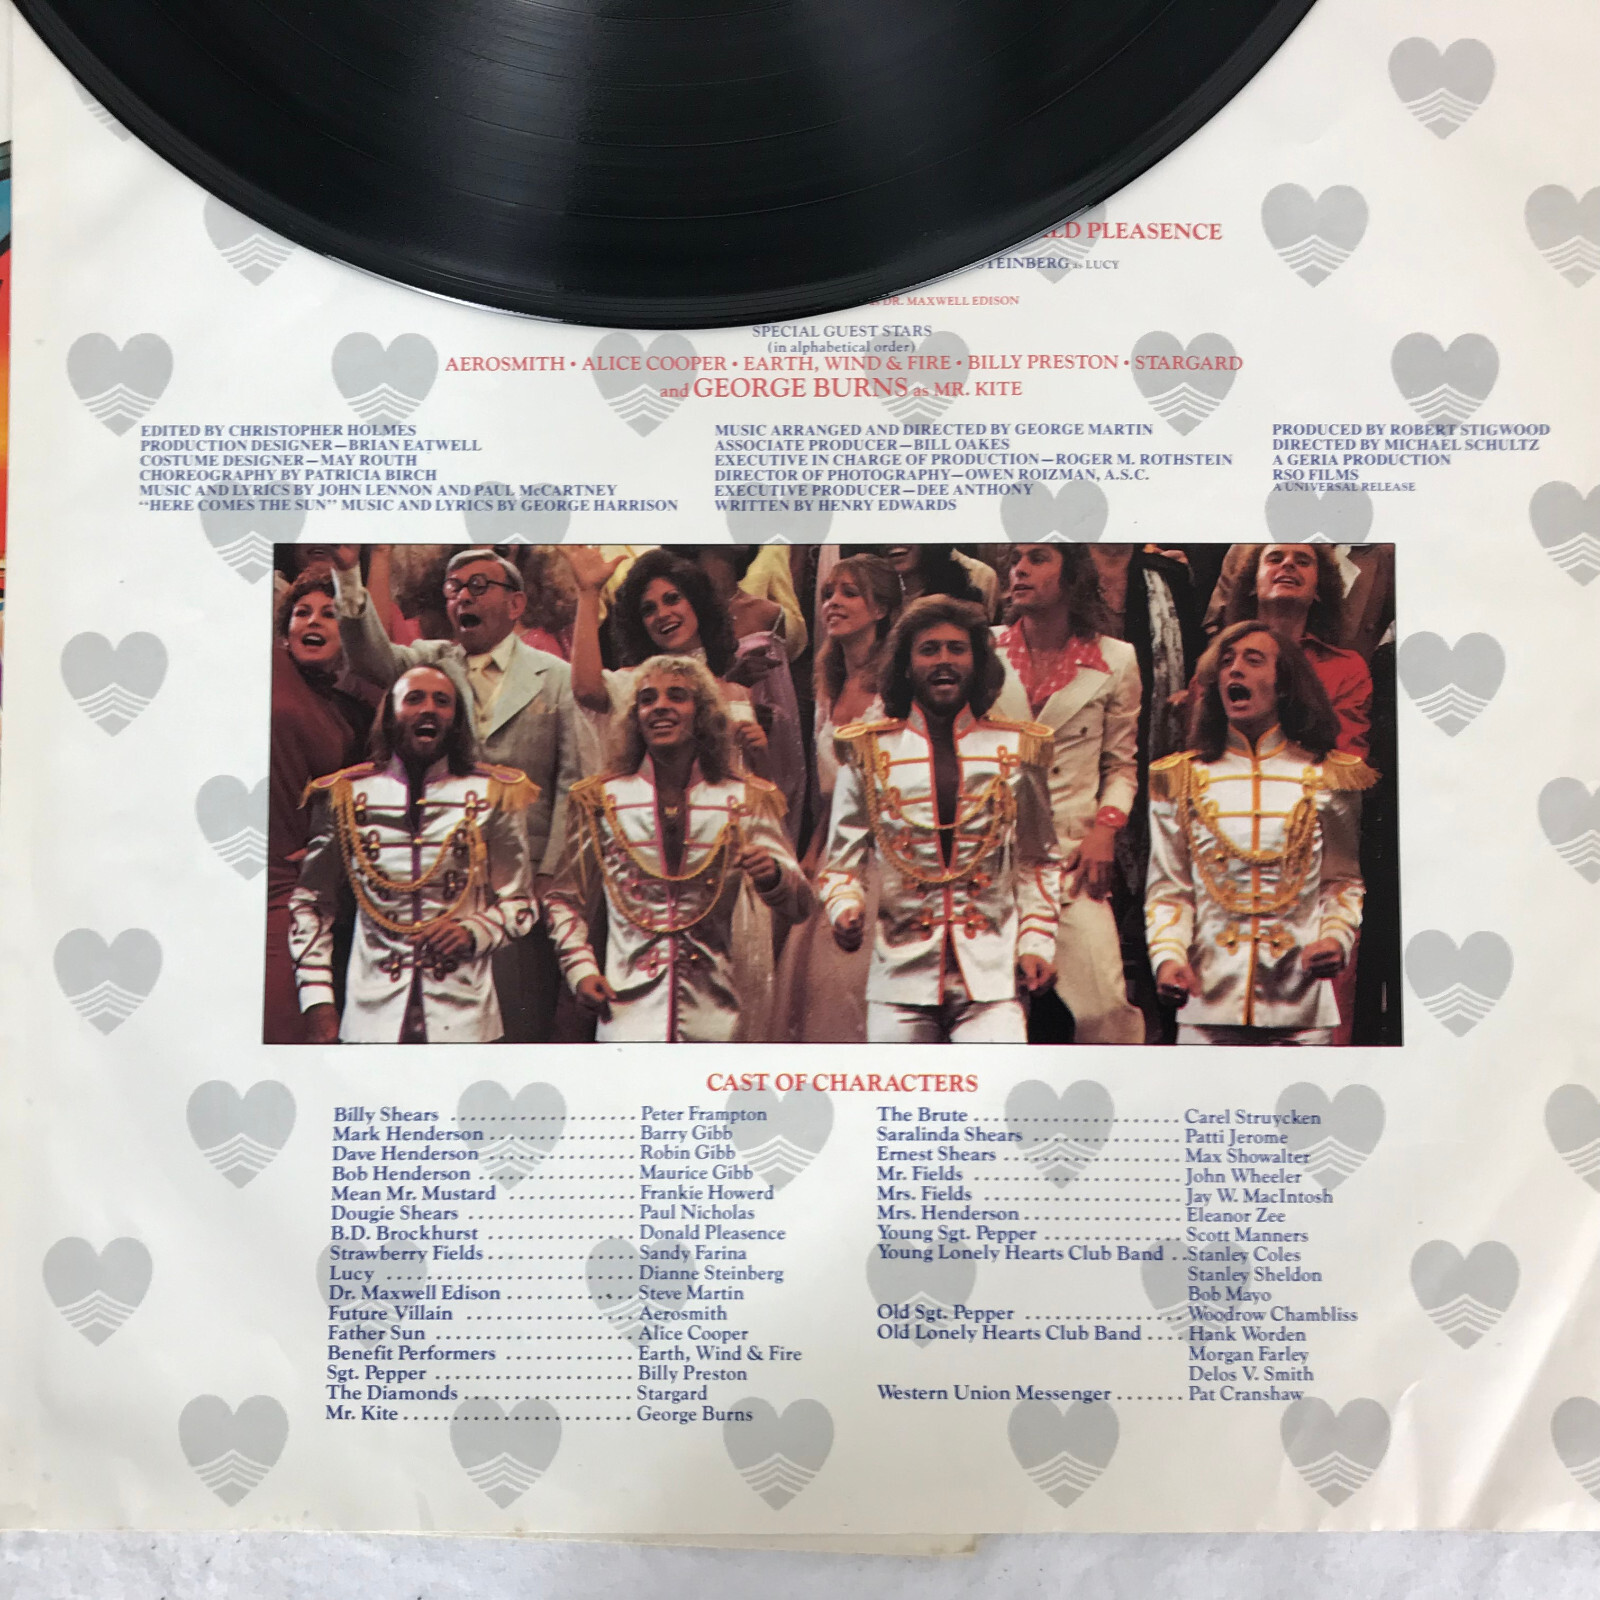 PLEASENCE
STEINBERG as LUCY
DR. MAXWELL EDISON
SPECIAL GUEST STARS
(in alphabetical order)
AEROSMITH • ALICE COOPER • EARTH, WIND & FIRE • BILLY PRESTON • STARGARD
and GEORGE BURNS as MR. KITE
EDITED BY CHRISTOPHER HOLMES
PRODUCTION DESIGNER—BRIAN EATWELL
COSTUME DESIGNER—MAY ROUTH
CHOREOGRAPHY BY PATRICIA BIRCH
MUSIC AND LYRICS BY JOHN LENNON AND PAUL McCARTNEY
"HERE COMES THE SUN" MUSIC AND LYRICS BY GEORGE HARRISON
MUSIC ARRANGED AND DIRECTED BY GEORGE MARTIN
ASSOCIATE PRODUCER—BILL OAKES
EXECUTIVE IN CHARGE OF PRODUCTION—ROGER M. ROTHSTEIN
DIRECTOR OF PHOTOGRAPHY—OWEN ROIZMAN, A.S.C.
EXECUTIVE PRODUCER—DEE ANTHONY
WRITTEN BY HENRY EDWARDS
PRODUCED BY ROBERT STIGWOOD
DIRECTED BY MICHAEL SCHULTZ
A GERIA PRODUCTION
RSO FILMS
A UNIVERSAL RELEASE
CAST OF CHARACTERS
Billy Shears .................. Peter Frampton
Mark Henderson .............. Barry Gibb
Dave Henderson .............. Robin Gibb
Bob Henderson ............... Maurice Gibb
Mean Mr. Mustard ............ Frankie Howerd
Dougie Shears ................ Paul Nicholas
B.D. Brockhurst .............. Donald Pleasence
Strawberry Fields .............. Sandy Farina
Lucy ........................ Dianne Steinberg
Dr. Maxwell Edison ............ Steve Martin
Future Villain ................ Aerosmith
Father Sun ................... Alice Cooper
Benefit Performers ............ Earth, Wind & Fire
Sgt. Pepper ................... Billy Preston
The Diamonds ................ Stargard
Mr. Kite ...................... George Burns
The Brute .................... Carel Struycken
Saralinda Shears .............. Patti Jerome
Ernest Shears ................. Max Showalter
Mr. Fields .................... John Wheeler
Mrs. Fields ................... Jay W. MacIntosh
Mrs. Henderson ............... Eleanor Zee
Young Sgt. Pepper ............. Scott Manners
Young Lonely Hearts Club Band .. Stanley Coles
Stanley Sheldon
Bob Mayo
Old Sgt. Pepper ............... Woodrow Chambliss
Old Lonely Hearts Club Band .... Hank Worden
Morgan Farley
Delos V. Smith
Western Union Messenger ....... Pat Cranshaw